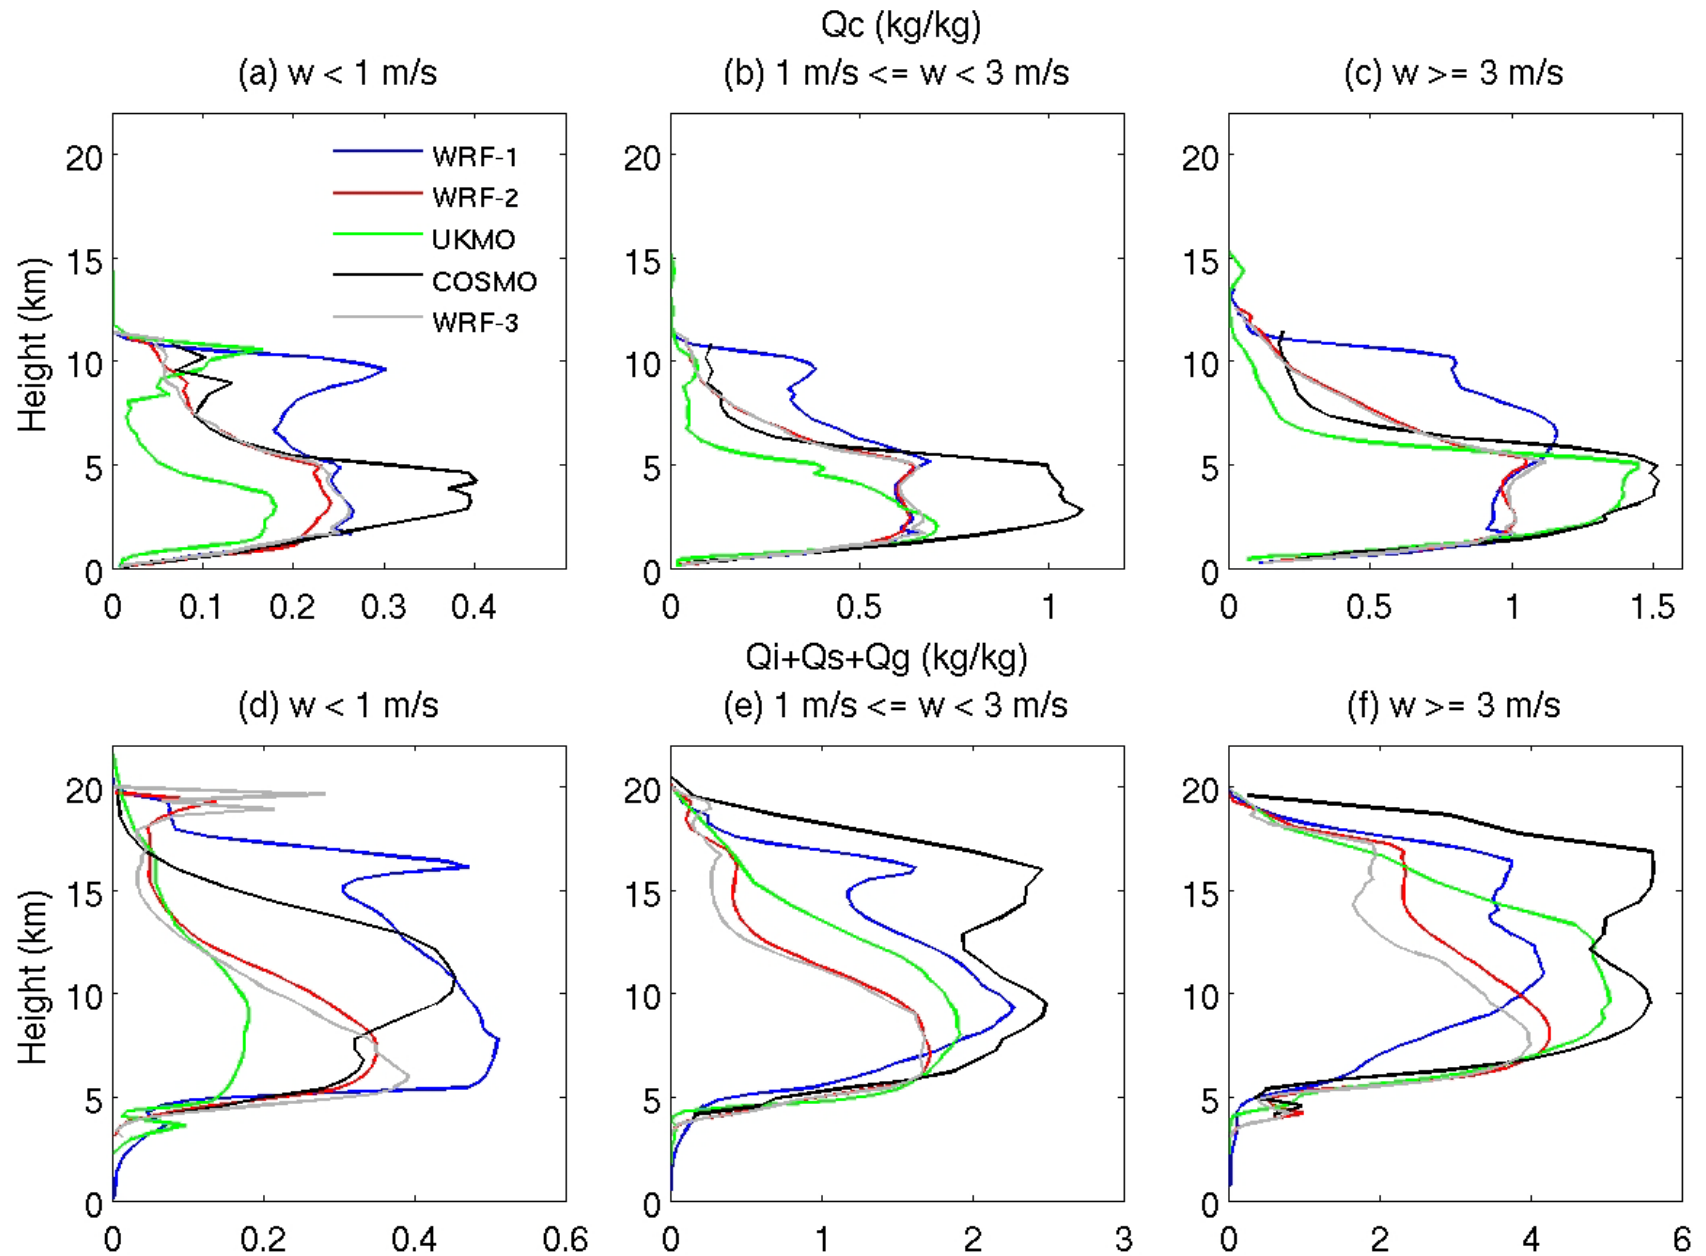 Qc (kg/kg)
(a) w < 1 m/s
(b) 1 m/s <= w < 3 m/s
(c) w >= 3 m/s
Height (km)
20
15
10
5
0
0 0.1 0.2 0.3 0.4
WRF-1
WRF-2
UKMO
COSMO
WRF-3
20
15
10
5
0
0 0.5 1
20
15
10
5
0
0 0.5 1 1.5
Qi+Qs+Qg (kg/kg)
(d) w < 1 m/s
(e) 1 m/s <= w < 3 m/s
(f) w >= 3 m/s
Height (km)
20
15
10
5
0
0 0.2 0.4 0.6
20
15
10
5
0
0 1 2 3
20
15
10
5
0
0 2 4 6